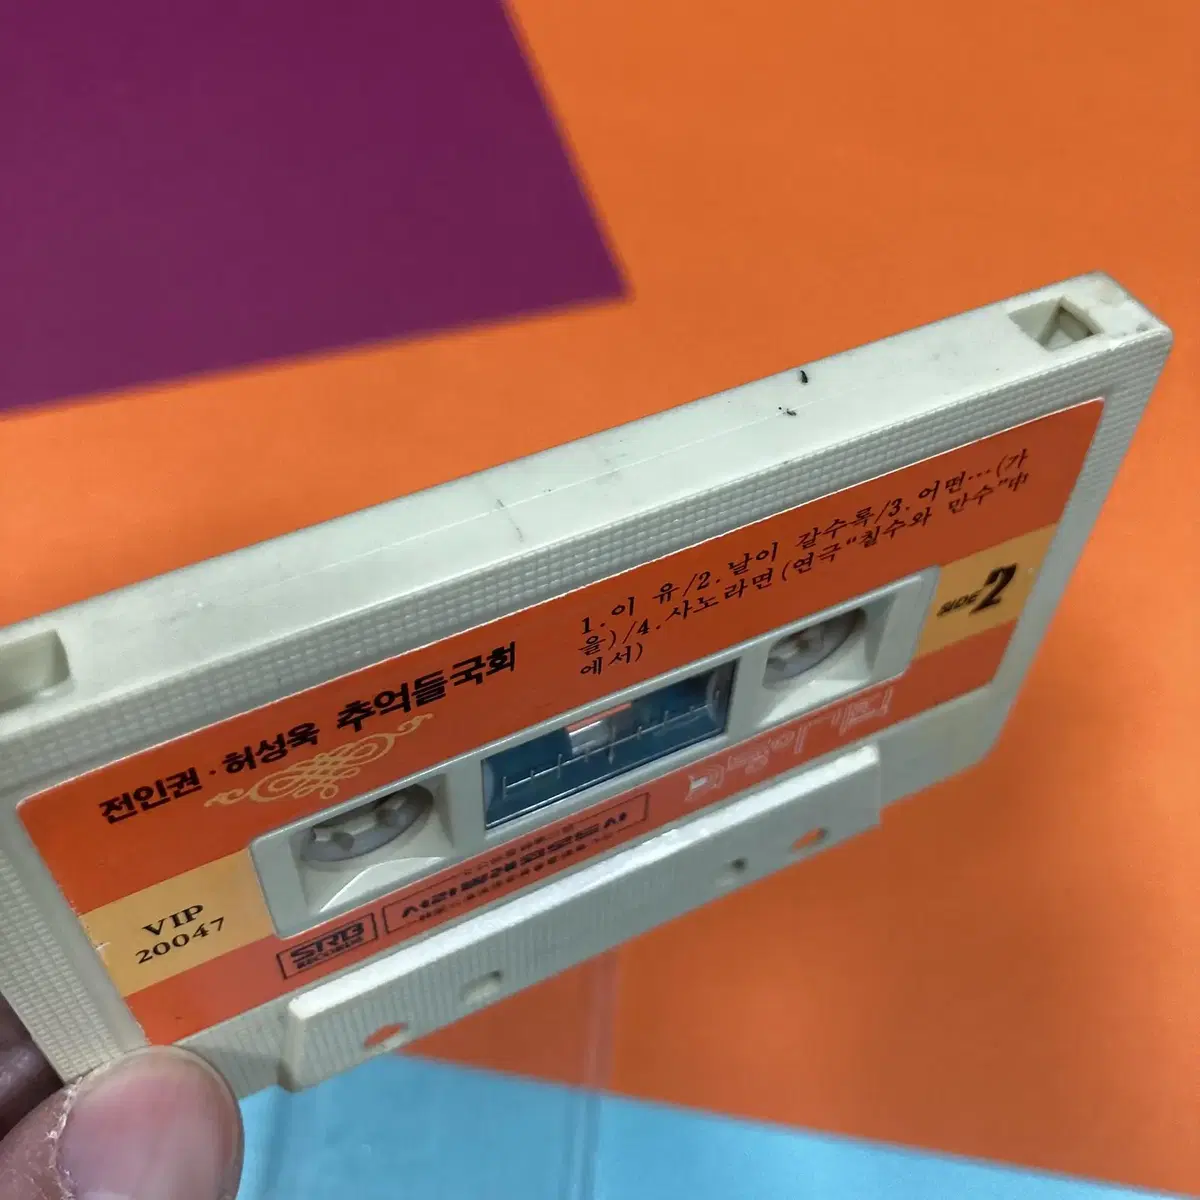 전인권·허성욱 추억들국화
1. 이 유/2. 날이 갈수록/3. 어떤…(가
을)/4. 사노라면(연극“칠수와 만수”中
에서)
SIDE 2
VIP
20047
SRB
RECORDS
서라벌레코드사